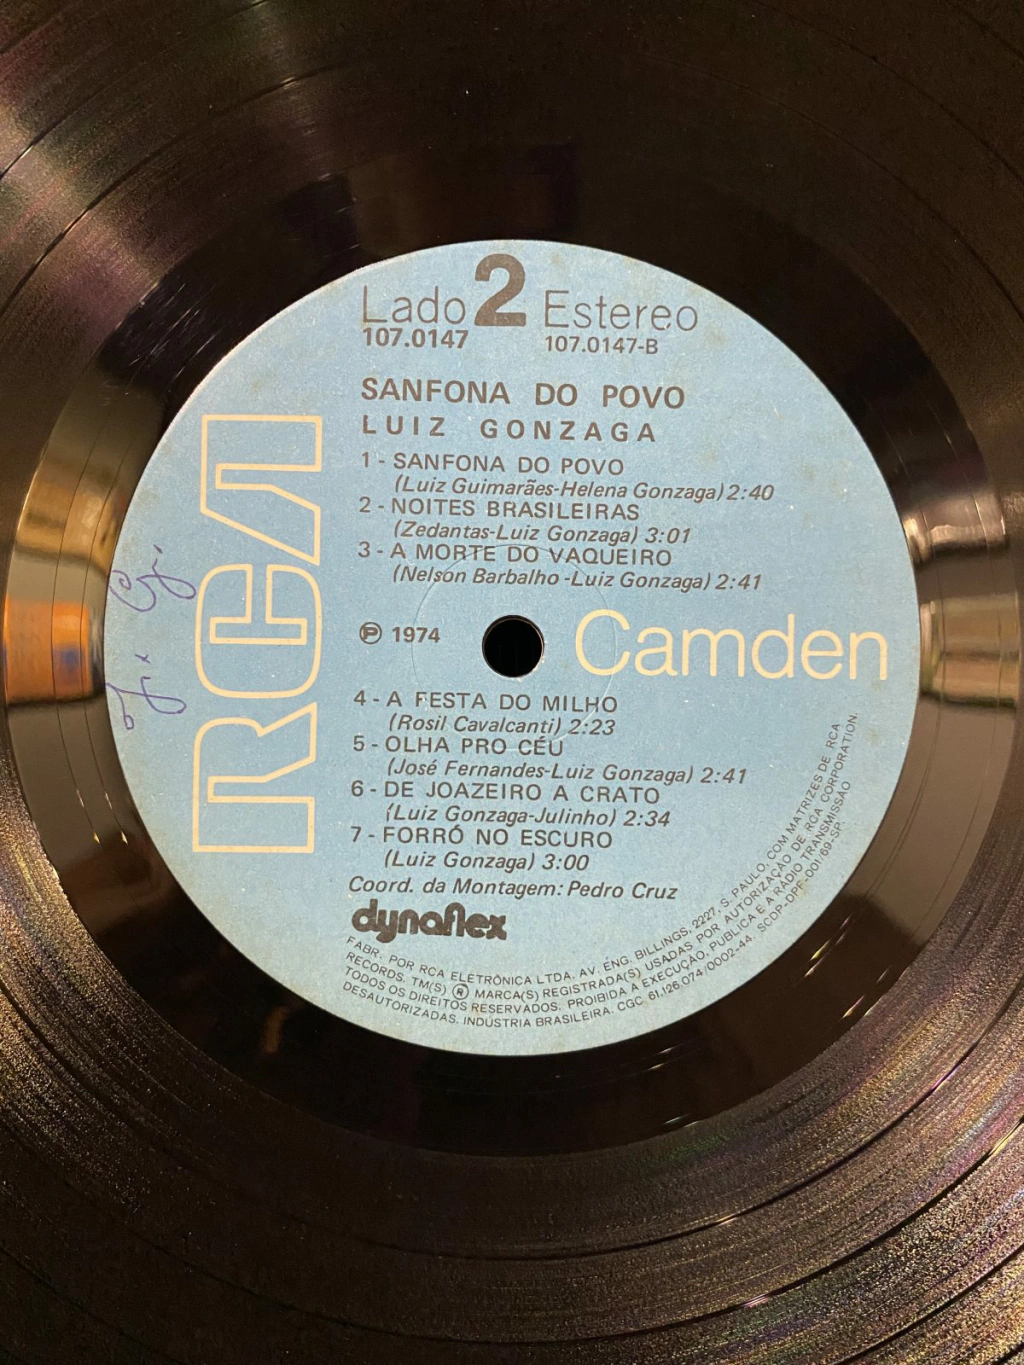 Lado 2 Estereo
107.0147 107.0147-B
SANFONA DO POVO
LUIZ GONZAGA
1 - SANFONA DO POVO
(Luiz Guimarães-Helena Gonzaga) 2:40
2 - NOITES BRASILEIRAS
(Zedantas-Luiz Gonzaga) 3:01
3 - A MORTE DO VAQUEIRO
(Nelson Barbalho -Luiz Gonzaga) 2:41
RCA
℗ 1974
Camden
4 - A FESTA DO MILHO
(Rosil Cavalcanti) 2:23
5 - OLHA PRO CÉU
(José Fernandes-Luiz Gonzaga) 2:41
6 - DE JOAZEIRO A CRATO
(Luiz Gonzaga-Julinho) 2:34
7 - FORRÓ NO ESCURO
(Luiz Gonzaga) 3:00
Coord. da Montagem: Pedro Cruz
dynaflex
FABR. POR RCA ELETRÔNICA LTDA. AV. ENG. BILLINGS, 2227, S. PAULO, COM MATRIZES DE RCA
RECORDS. TM(S) ® MARCA(S) REGISTRADA(S) USADAS POR AUTORIZAÇÃO DE RCA CORPORATION.
TODOS OS DIREITOS RESERVADOS. PROIBIDA A EXECUÇÃO, PUBLICA E A RADIO TRANSMISSÃO
DESAUTORIZADAS. INDÚSTRIA BRASILEIRA. CGC 61.126.074/0002-44. SCDP-DPF-001/69-SP.